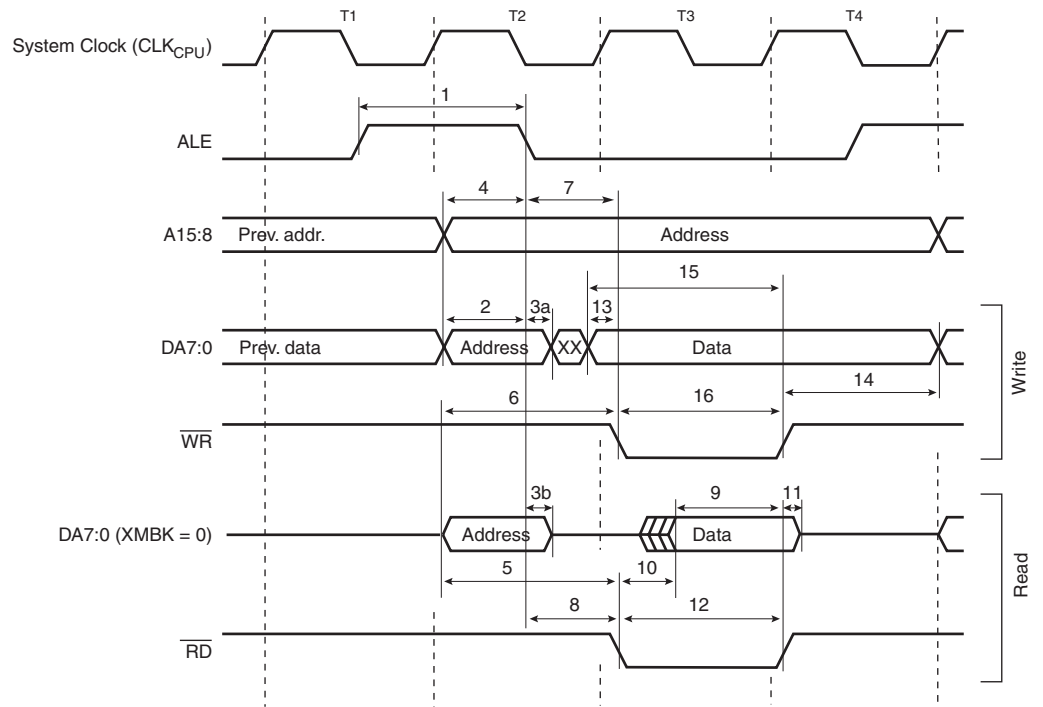 T1 T2 T3 T4
System Clock (CLKCPU)
1
ALE
4 7
A15:8 Prev. addr. Address
15
2 3a 13
DA7:0 Prev. data Address XX Data
14
6 16
WR
Write
3b 9 11
DA7:0 (XMBK = 0) Address Data
5 10
8 12
RD
Read